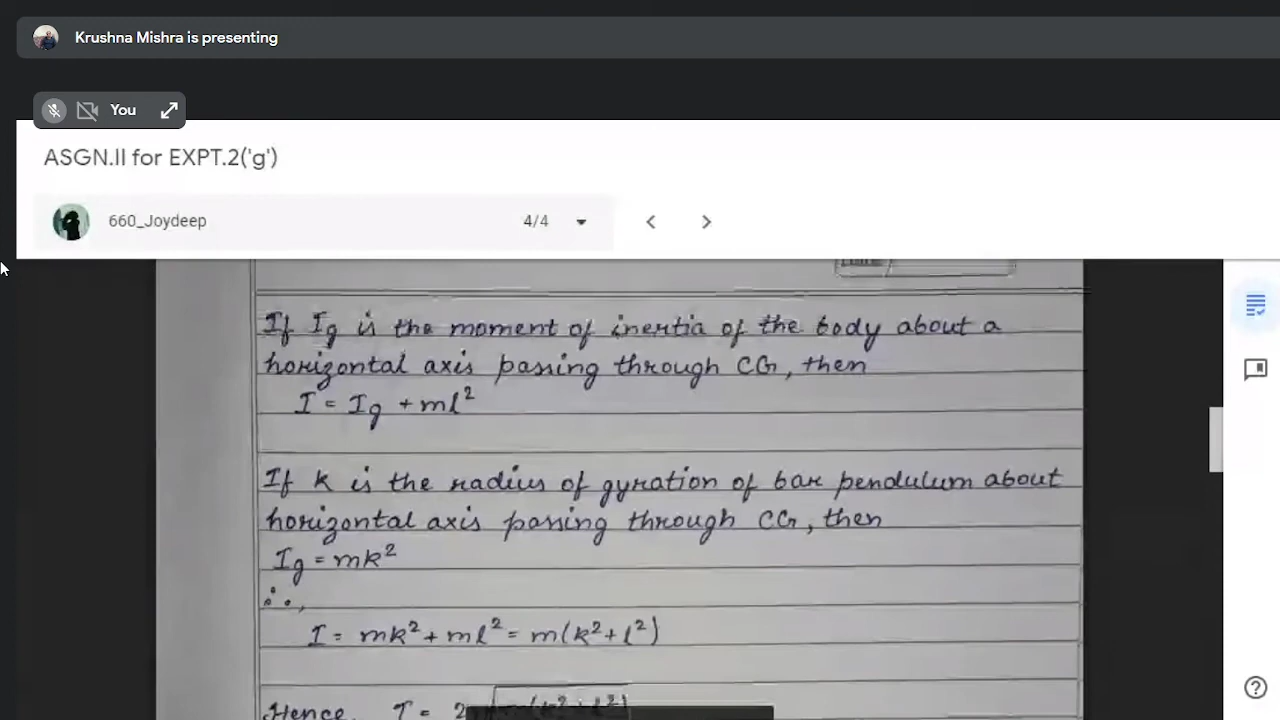 Krushna Mishra is presenting
You
ASGN.II for EXPT.2('g')
660_Joydeep
4/4
If Ig is the moment of inertia of the body about a
horizontal axis passing through CG, then
I = Ig + ml²
If k is the radius of gyration of bar pendulum about
horizontal axis passing through CG, then
Ig = mk²
∴,
I = mk² + ml² = m(k² + l²)
Hence, T = 2